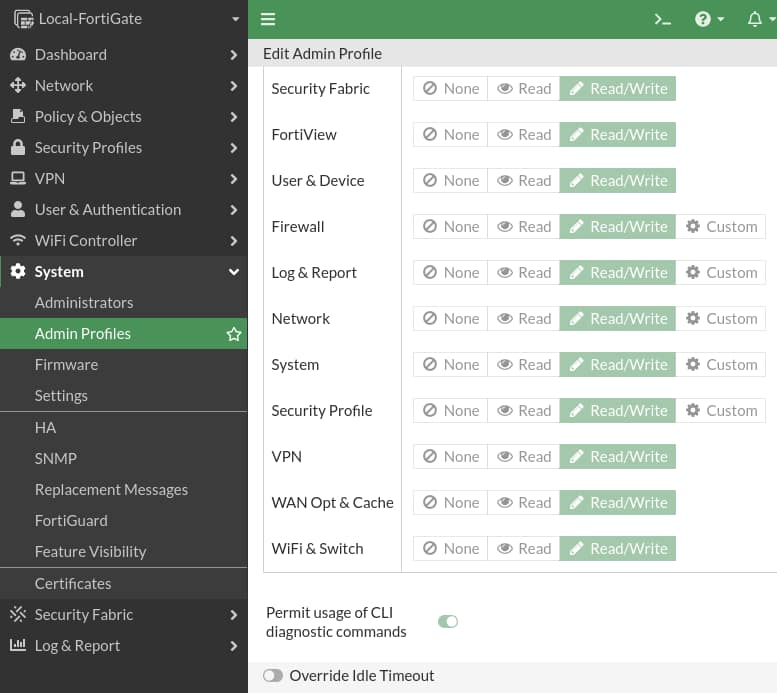 Local-FortiGate
Dashboard
Network
Policy & Objects
Security Profiles
VPN
User & Authentication
WiFi Controller
System
Administrators
Admin Profiles
Firmware
Settings
HA
SNMP
Replacement Messages
FortiGuard
Feature Visibility
Certificates
Security Fabric
Log & Report
Edit Admin Profile
Security Fabric None Read Read/Write
FortiView None Read Read/Write
User & Device None Read Read/Write
Firewall None Read Read/Write Custom
Log & Report None Read Read/Write Custom
Network None Read Read/Write Custom
System None Read Read/Write Custom
Security Profile None Read Read/Write Custom
VPN None Read Read/Write
WAN Opt & Cache None Read Read/Write
WiFi & Switch None Read Read/Write
Permit usage of CLI
diagnostic commands
Override Idle Timeout